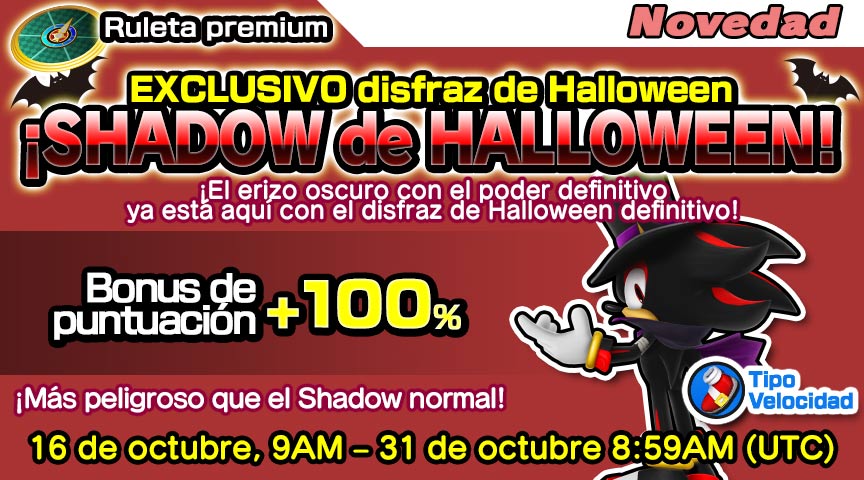 Ruleta premium
Novedad
EXCLUSIVO disfraz de Halloween
¡SHADOW de HALLOWEEN!
¡El erizo oscuro con el poder definitivo
ya está aquí con el disfraz de Halloween definitivo!
Bonus de
puntuación +100%
¡Más peligroso que el Shadow normal!
Tipo
Velocidad
16 de octubre, 9AM – 31 de octubre 8:59AM (UTC)